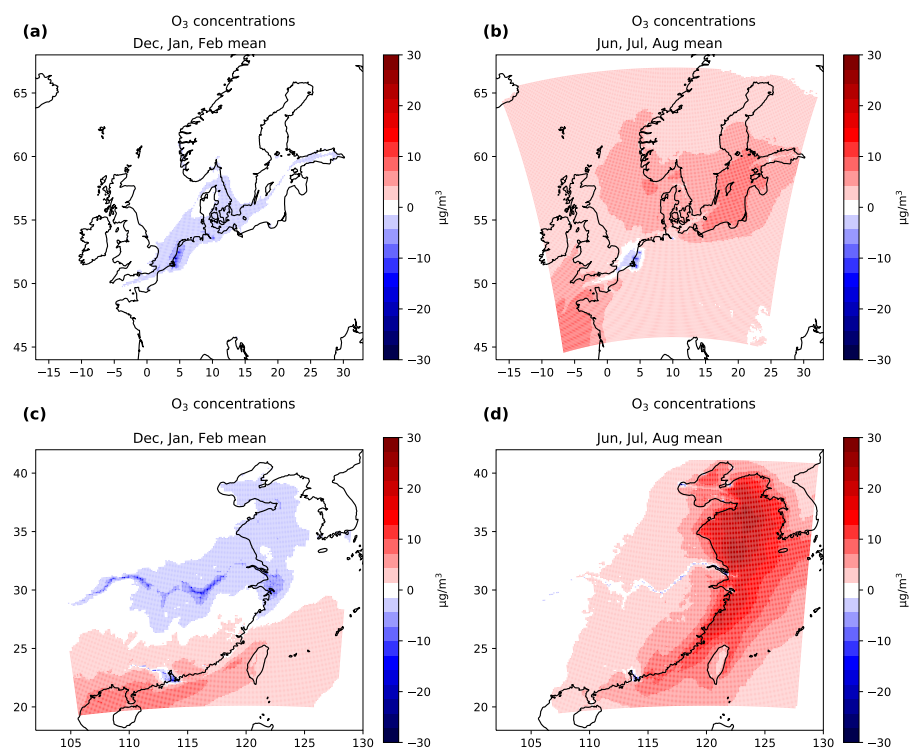 (a)
O3 concentrations
Dec, Jan, Feb mean
65
60
55
50
45
−15 −10 −5 0 5 10 15 20 25 30
30
20
10
0
−10
−20
−30
μg/m³
(b)
O3 concentrations
Jun, Jul, Aug mean
65
60
55
50
45
−15 −10 −5 0 5 10 15 20 25 30
30
20
10
0
−10
−20
−30
μg/m³
(c)
O3 concentrations
Dec, Jan, Feb mean
40
35
30
25
20
105 110 115 120 125 130
30
20
10
0
−10
−20
−30
μg/m³
(d)
O3 concentrations
Jun, Jul, Aug mean
40
35
30
25
20
105 110 115 120 125 130
30
20
10
0
−10
−20
−30
μg/m³